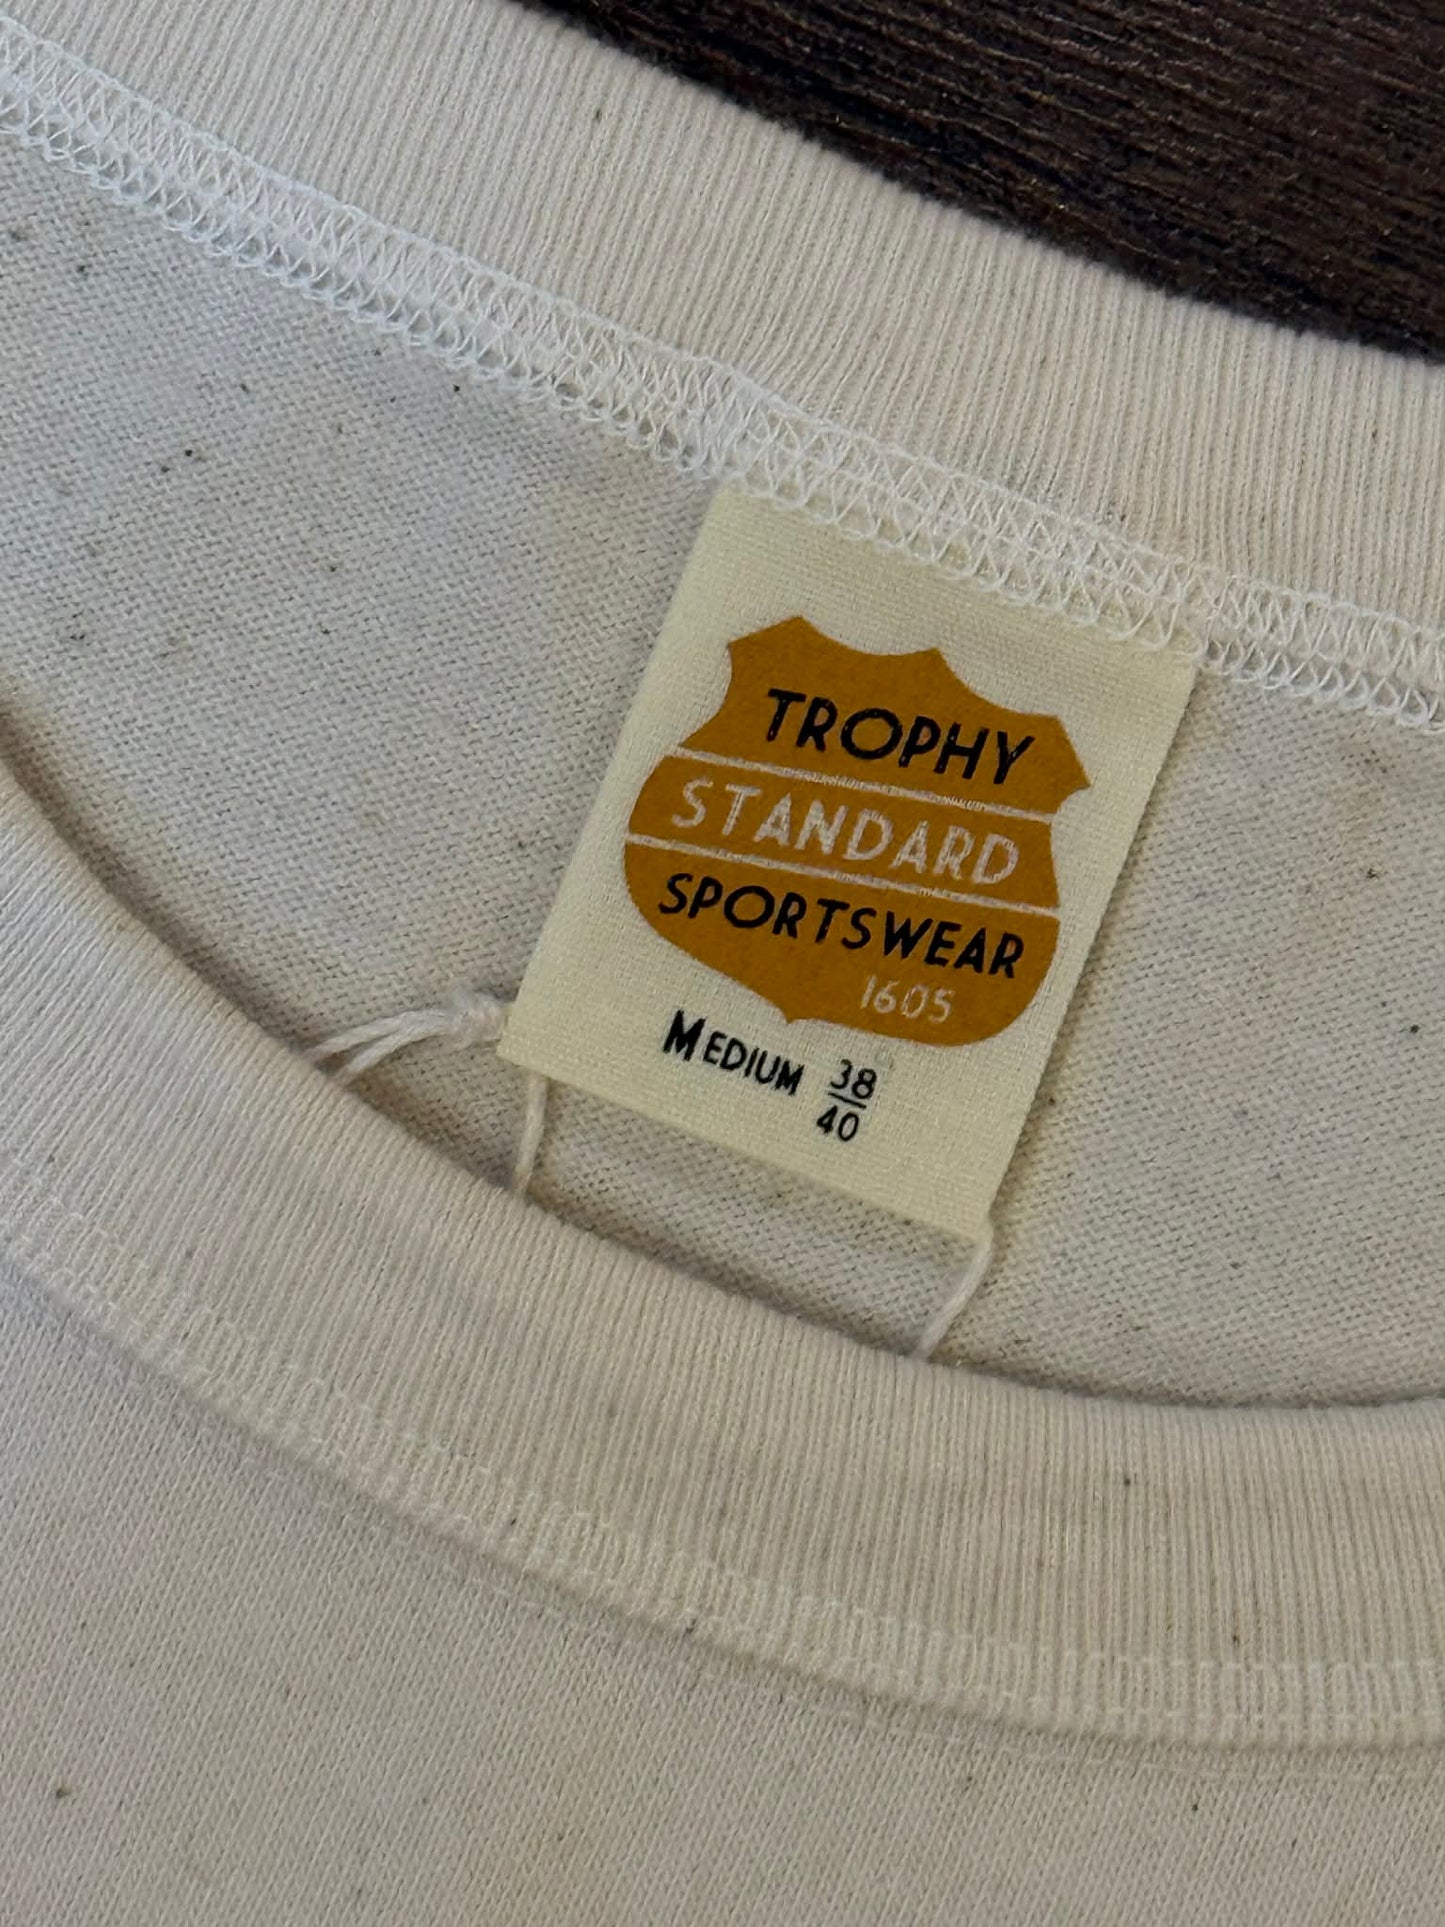 TROPHY
STANDARD
SPORTSWEAR
1605
MEDIUM 38/40